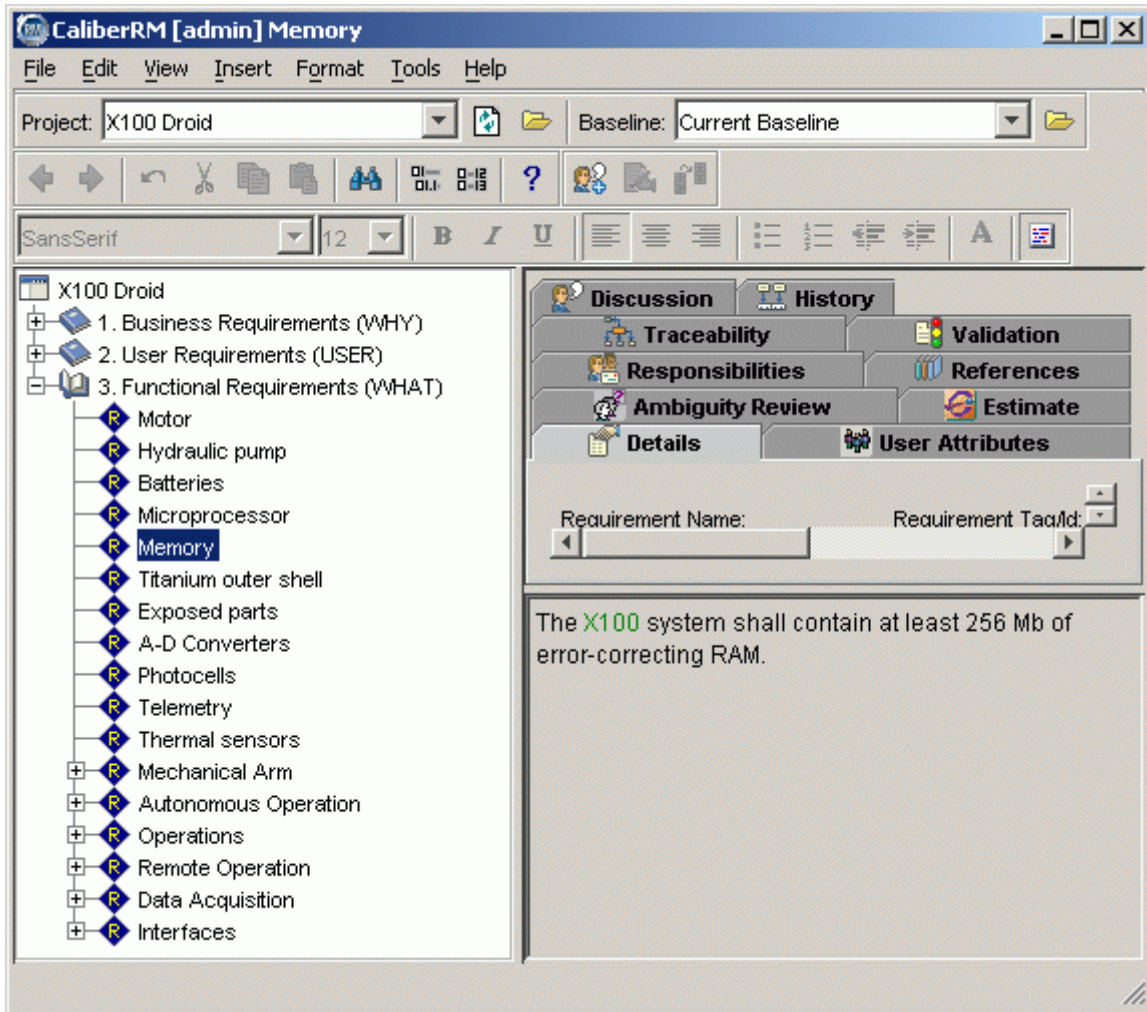 CaliberRM [admin] Memory
File Edit View Insert Format Tools Help
Project: X100 Droid Baseline: Current Baseline
SansSerif 12 B I U A
X100 Droid
1. Business Requirements (WHY)
2. User Requirements (USER)
3. Functional Requirements (WHAT)
Motor
Hydraulic pump
Batteries
Microprocessor
Memory
Titanium outer shell
Exposed parts
A-D Converters
Photocells
Telemetry
Thermal sensors
Mechanical Arm
Autonomous Operation
Operations
Remote Operation
Data Acquisition
Interfaces
Discussion History
Traceability Validation
Responsibilities References
Ambiguity Review Estimate
Details User Attributes
Requirement Name: Requirement Tag/Id:
The X100 system shall contain at least 256 Mb of
error-correcting RAM.